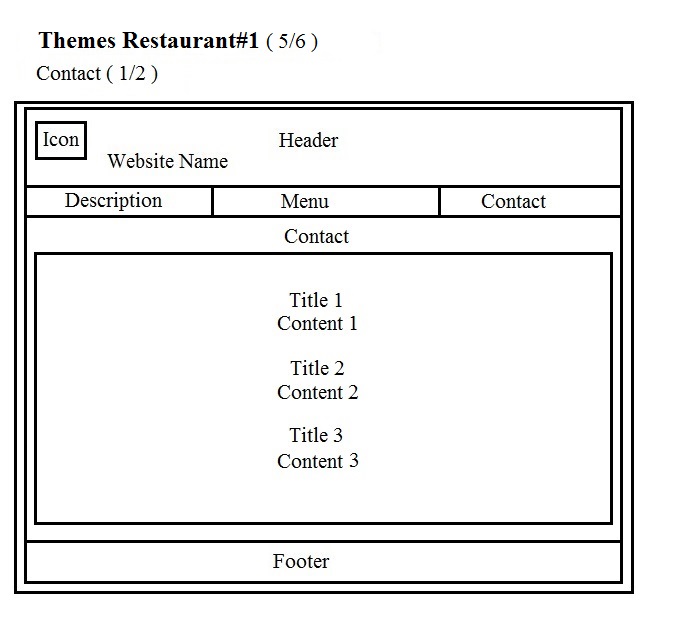 Themes Restaurant#1 ( 5/6 )
Contact ( 1/2 )
Icon
Header
Website Name
Description Menu Contact
Contact
Title 1
Content 1
Title 2
Content 2
Title 3
Content 3
Footer